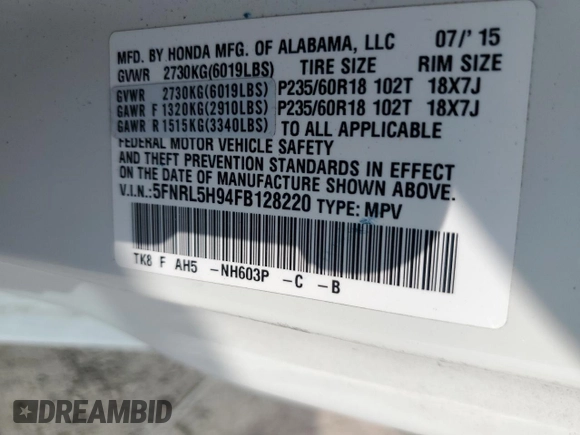 MFD. BY HONDA MFG. OF ALABAMA, LLC 07/' 15
GVWR 2730KG(6019LBS) TIRE SIZE RIM SIZE
GVWR 2730KG(6019LBS) P235/60R18 102T 18X7J
GAWR F 1320KG(2910LBS) P235/60R18 102T 18X7J
GAWR R 1515KG(3340LBS) TO ALL APPLICABLE
FEDERAL MOTOR VEHICLE SAFETY
AND THEFT PREVENTION STANDARDS IN EFFECT
ON THE DATE OF MANUFACTURE SHOWN ABOVE.
V.I.N.:5FNRL5H94FB128220 TYPE: MPV
TK8 F AH5 -NH603P -C -B
DREAMBID